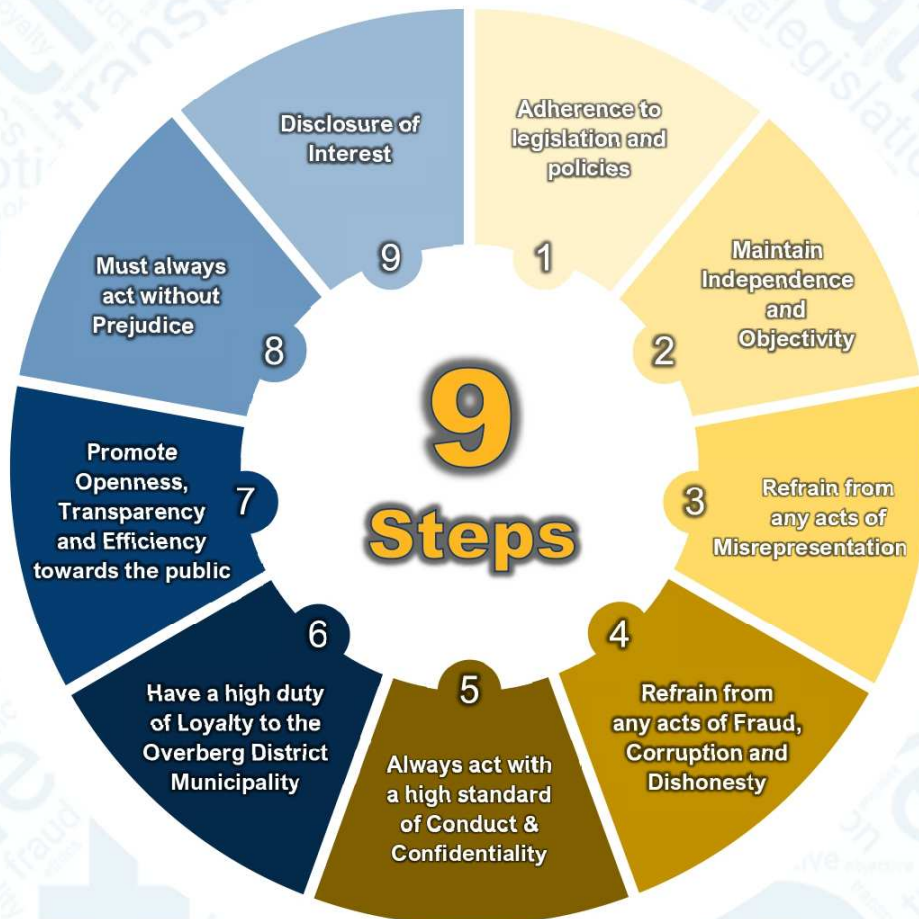 9
Steps
1
Adherence to
legislation and
policies
2
Maintain
Independence
and
Objectivity
3
Refrain from
any acts of
Misrepresentation
4
Refrain from
any acts of Fraud,
Corruption and
Dishonesty
5
Always act with
a high standard
of Conduct &
Confidentiality
6
Have a high duty
of Loyalty to the
Overberg District
Municipality
7
Promote
Openness,
Transparency
and Efficiency
towards the public
8
Must always
act without
Prejudice
9
Disclosure of
Interest
fraud